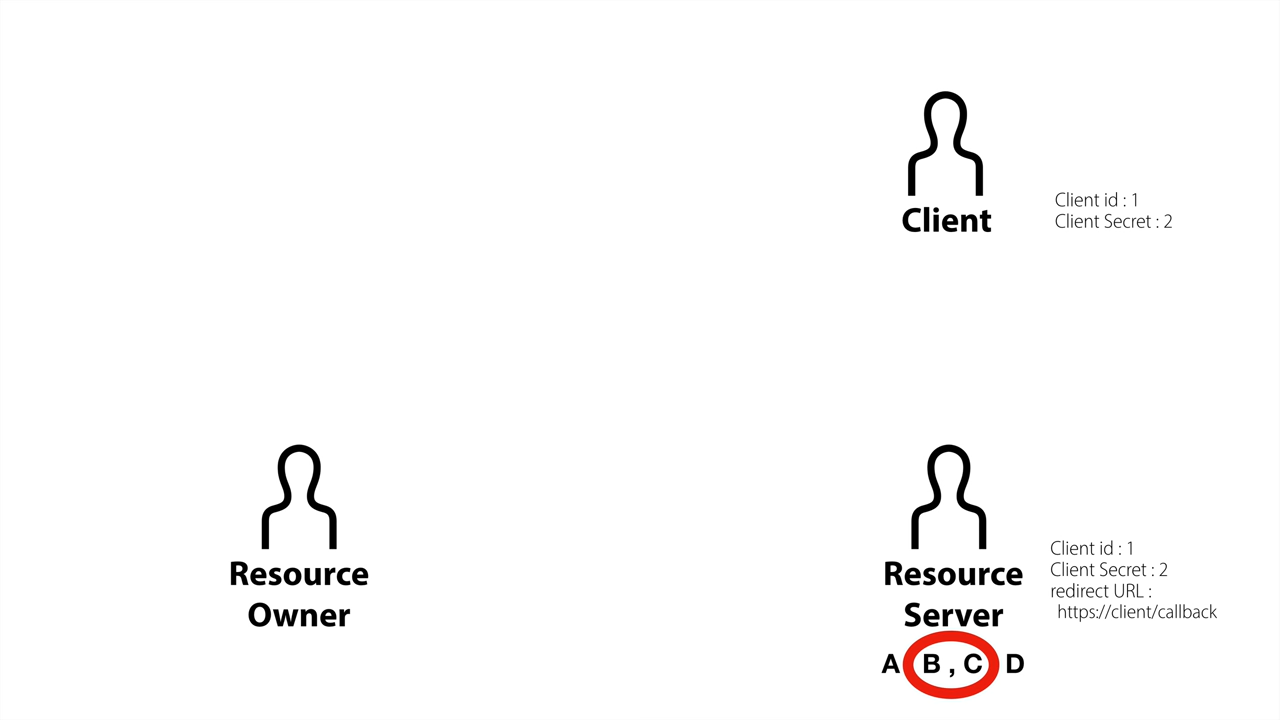 Client
Client id : 1
Client Secret : 2
Resource
Owner
Resource
Server
Client id : 1
Client Secret : 2
redirect URL :
https://client/callback
A B , C D